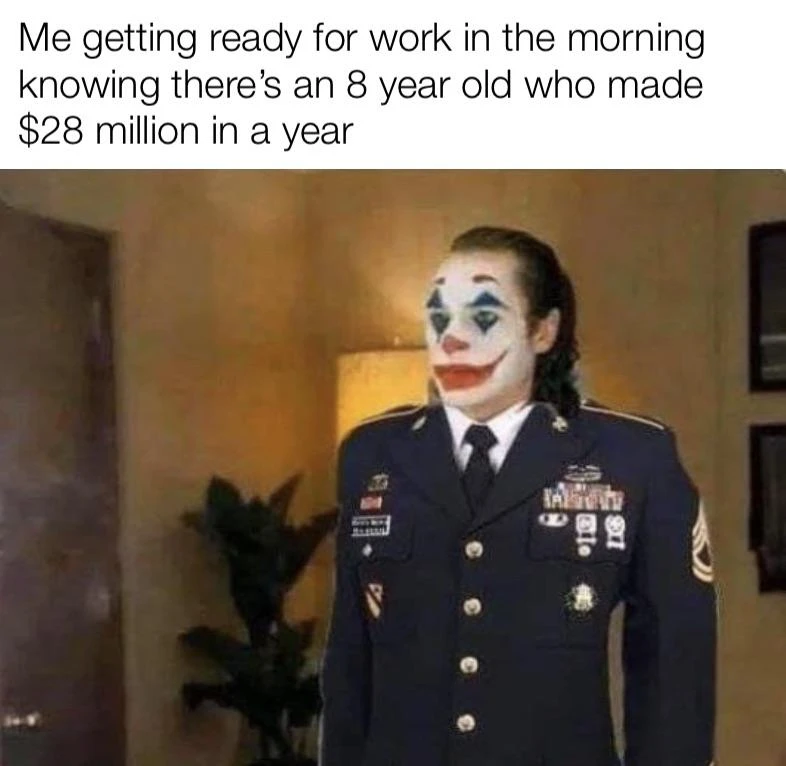 Me getting ready for work in the morning
knowing there’s an 8 year old who made
$28 million in a year